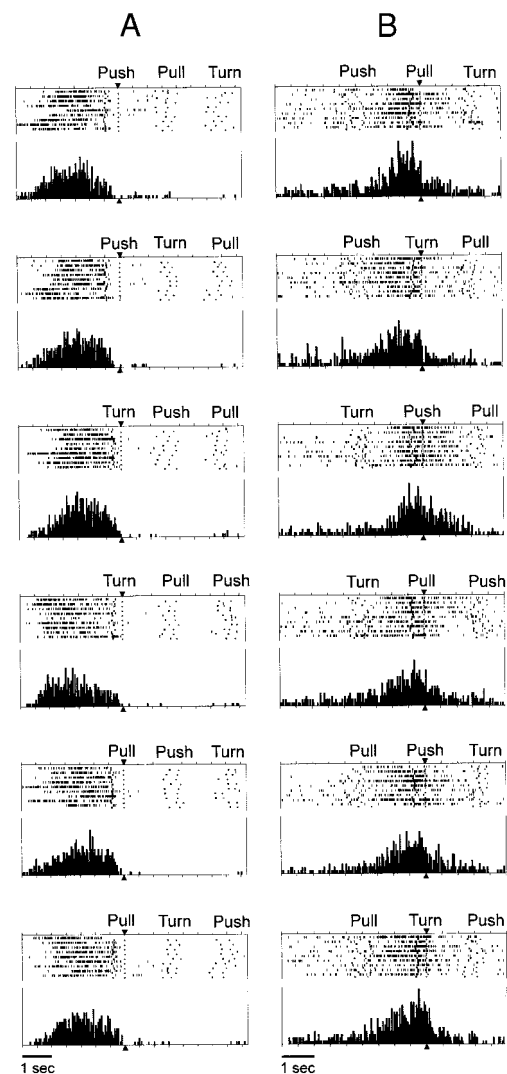 A B
Push Pull Turn Push Pull Turn
Push Turn Pull Push Turn Pull
Turn Push Pull Turn Push Pull
Turn Pull Push Turn Pull Push
Pull Push Turn Pull Push Turn
Pull Turn Push Pull Turn Push
1 sec 1 sec